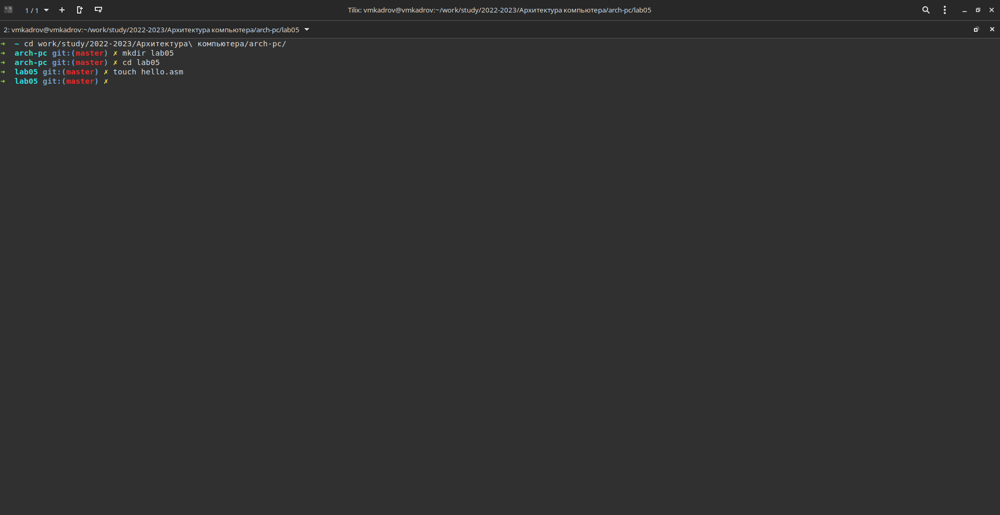 1 / 1
Tilix: vmkadrov@vmkadrov:~/work/study/2022-2023/Архитектура компьютера/arch-pc/lab05
2: vmkadrov@vmkadrov:~/work/study/2022-2023/Архитектура компьютера/arch-pc/lab05
➜ ~ cd work/study/2022-2023/Архитектура\ компьютера/arch-pc/
➜ arch-pc git:(master) ✗ mkdir lab05
➜ arch-pc git:(master) ✗ cd lab05
➜ lab05 git:(master) ✗ touch hello.asm
➜ lab05 git:(master) ✗